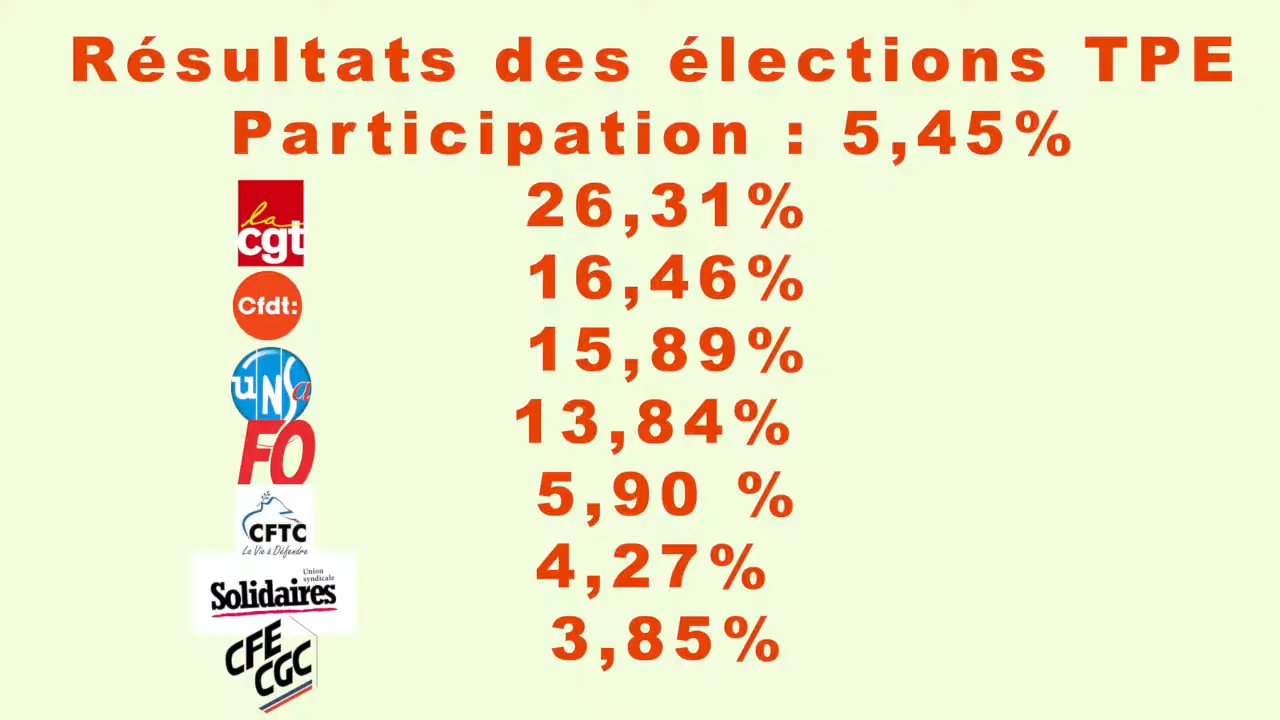 Résultats des élections TPE
Participation : 5,45%
la cgt 26,31%
Cfdt: 16,46%
UNSa 15,89%
FO 13,84%
CFTC 5,90 %
La Vie à Défendre
Union syndicale
Solidaires 4,27%
CFE CGC 3,85%